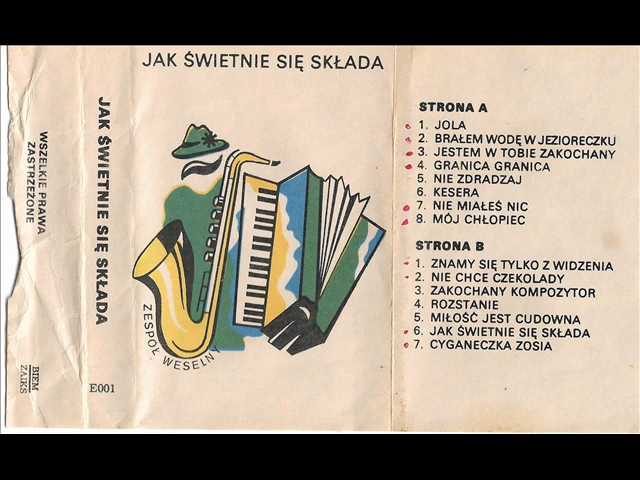 WSZELKIE PRAWA
ZASTRZEŻONE
BIEM
ZAIKS
JAK ŚWIETNIE SIĘ SKŁADA
E001
JAK ŚWIETNIE SIĘ SKŁADA
ZESPÓŁ WESELNY
STRONA A
1. JOLA
2. BRAŁEM WODĘ W JEZIORECZKU
3. JESTEM W TOBIE ZAKOCHANY
4. GRANICA GRANICA
5. NIE ZDRADZAJ
6. KESERA
7. NIE MIAŁEŚ NIC
8. MÓJ CHŁOPIEC
STRONA B
1. ZNAMY SIĘ TYLKO Z WIDZENIA
2. NIE CHCE CZEKOLADY
3. ZAKOCHANY KOMPOZYTOR
4. ROZSTANIE
5. MIŁOŚĆ JEST CUDOWNA
6. JAK ŚWIETNIE SIĘ SKŁADA
7. CYGANECZKA ZOSIA